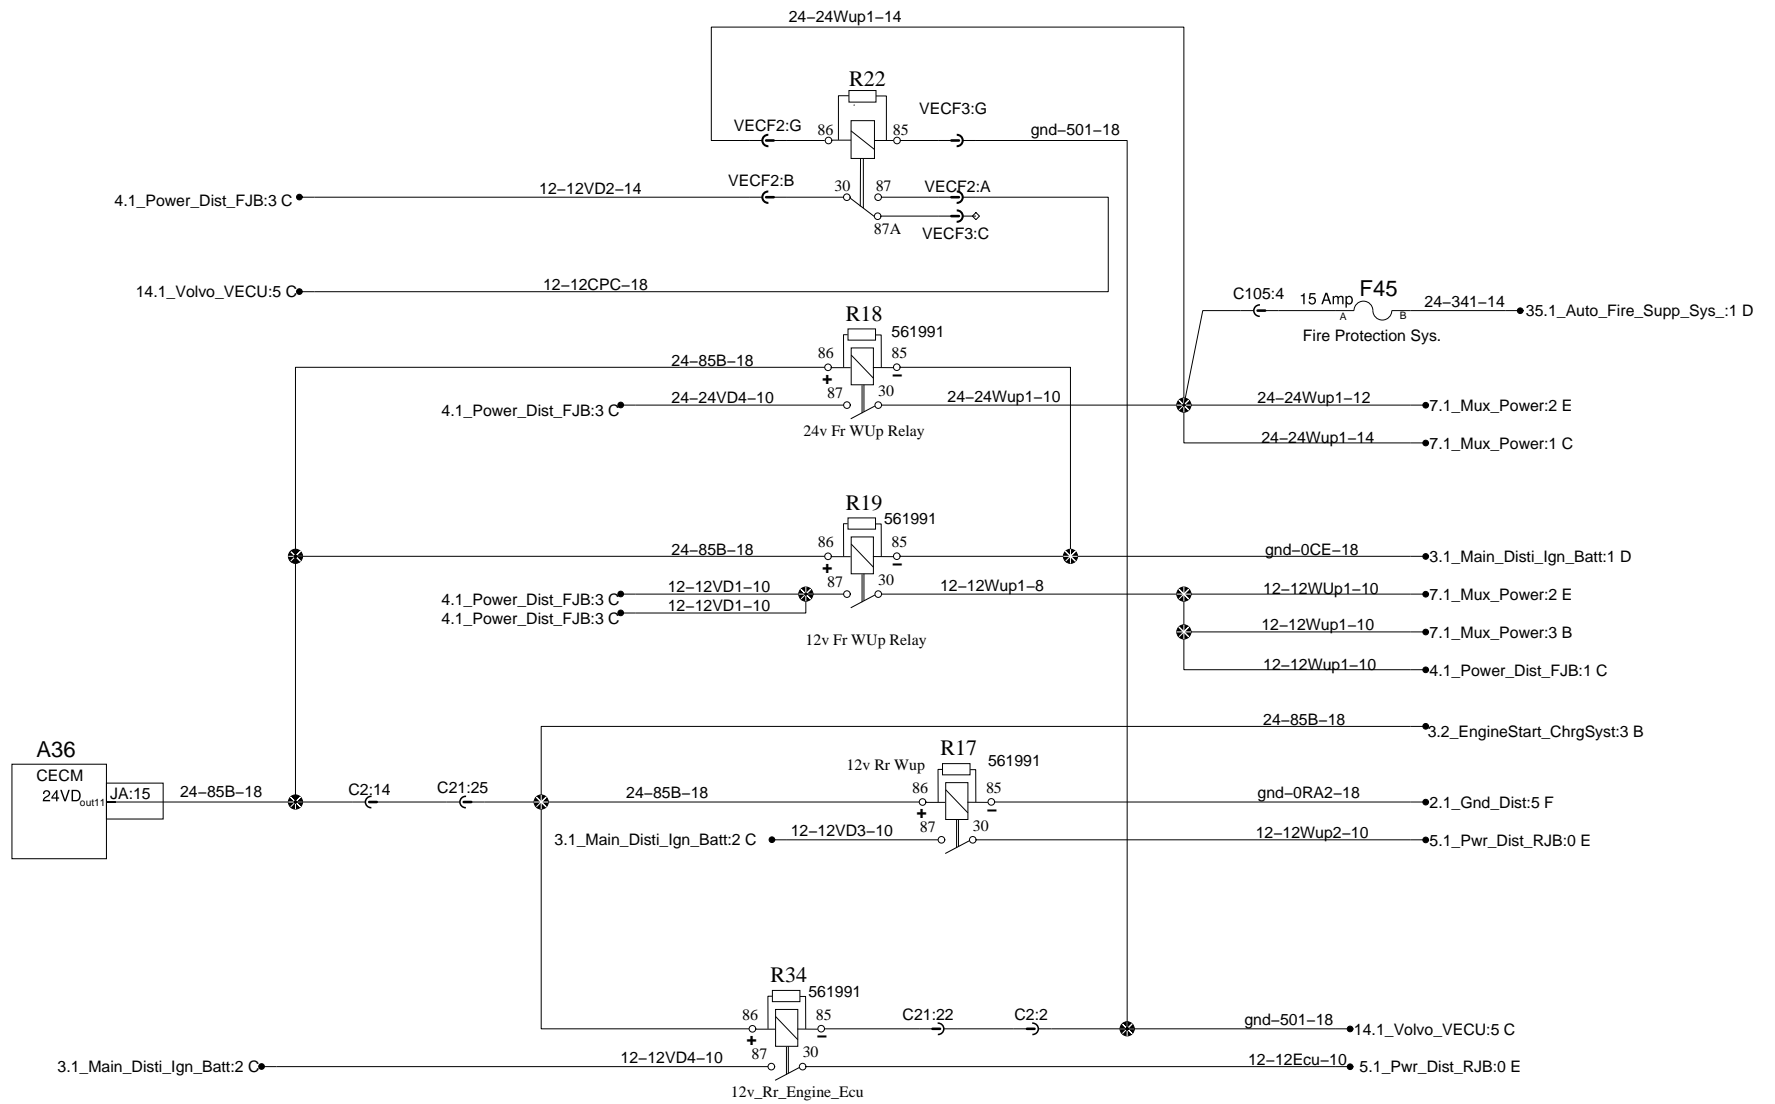 24−24Wup1−14
R22
VECF2:G
86
85
VECF3:G
gnd−501−18
4.1_Power_Dist_FJB:3 C
12−12VD2−14
VECF2:B
30
87
VECF2:A
87A
VECF3:C
14.1_Volvo_VECU:5 C
12−12CPC−18
R18
561991
C105:4
15 Amp
F45
A
B
24−341−14
35.1_Auto_Fire_Supp_Sys_:1 D
Fire Protection Sys.
24−85B−18
86
85
+
−
4.1_Power_Dist_FJB:3 C
24−24VD4−10
87
30
24−24Wup1−10
24−24Wup1−12
7.1_Mux_Power:2 E
24v Fr WUp Relay
24−24Wup1−14
7.1_Mux_Power:1 C
R19
561991
24−85B−18
86
85
+
−
gnd−0CE−18
3.1_Main_Disti_Ign_Batt:1 D
4.1_Power_Dist_FJB:3 C
12−12VD1−10
87
30
12−12Wup1−8
12−12WUp1−10
7.1_Mux_Power:2 E
4.1_Power_Dist_FJB:3 C
12−12VD1−10
12v Fr WUp Relay
12−12Wup1−10
7.1_Mux_Power:3 B
12−12Wup1−10
4.1_Power_Dist_FJB:1 C
24−85B−18
3.2_EngineStart_ChrgSyst:3 B
A36
CECM
24VD
out11
JA:15
24−85B−18
C2:14
C21:25
24−85B−18
12v Rr Wup
R17
561991
86
85
+
−
gnd−0RA2−18
2.1_Gnd_Dist:5 F
3.1_Main_Disti_Ign_Batt:2 C
12−12VD3−10
87
30
12−12Wup2−10
5.1_Pwr_Dist_RJB:0 E
R34
561991
86
85
+
−
C21:22
C2:2
gnd−501−18
14.1_Volvo_VECU:5 C
3.1_Main_Disti_Ign_Batt:2 C
12−12VD4−10
87
30
12−12Ecu−10
5.1_Pwr_Dist_RJB:0 E
12v_Rr_Engine_Ecu